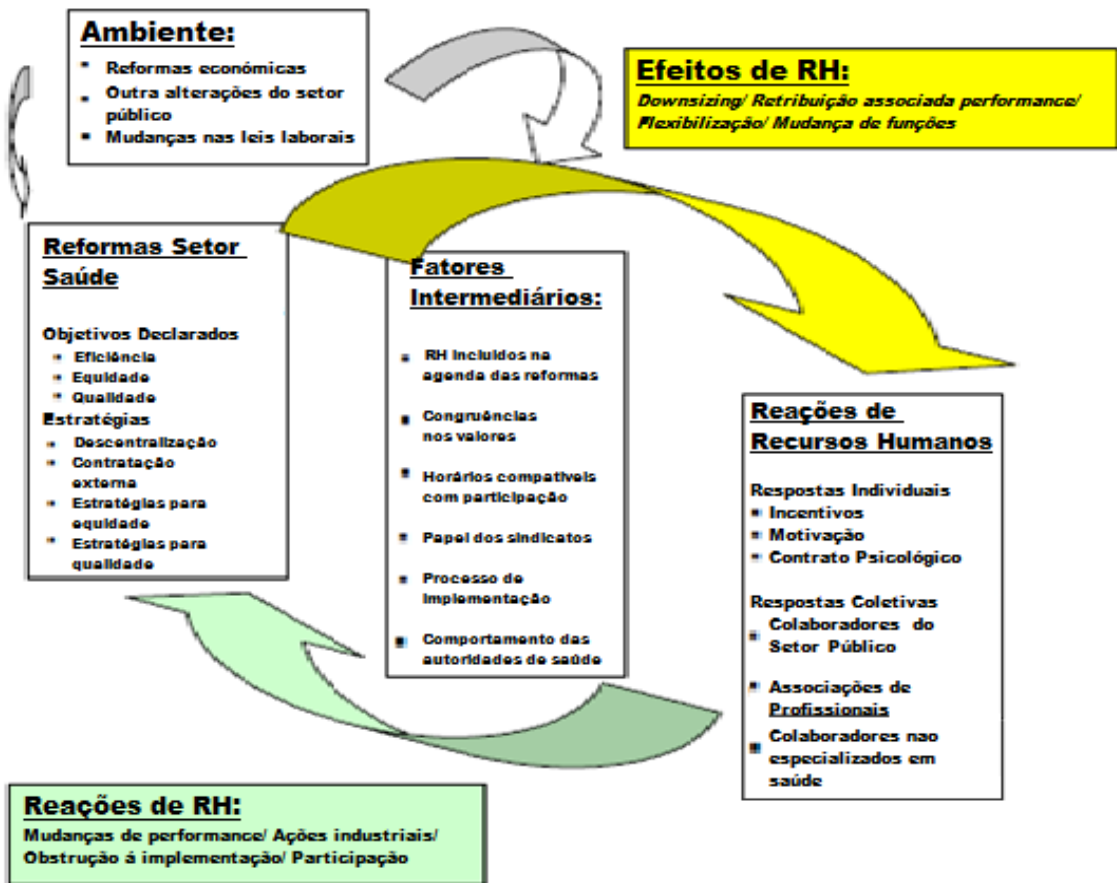 Ambiente:
Reformas económicas
Outra alterações do setor
público
Mudanças nas leis laborais
Efeitos de RH:
Downsizing/ Retribuição associada performance/
Flexibilização/ Mudança de funções
Reformas Setor
Saúde
Objetivos Declarados
Eficiência
Equidade
Qualidade
Estratégias
Descentralização
Contratação
externa
Estratégias para
equidade
Estratégias para
qualidade
Fatores
Intermediários:
RH incluidos na
agenda das reformas
Congruências
nos valores
Horários compativeis
com participação
Papel dos sindicatos
Processo de
implementação
Comportamento das
autoridades de saúde
Reações de
Recursos Humanos
Respostas Individuais
Incentivos
Motivação
Contrato Psicológico
Respostas Coletivas
Colaboradores do
Setor Público
Associações de
Profissionais
Colaboradores nao
especializados em
saúde
Reações de RH:
Mudanças de performance/ Ações industriais/
Obstrução á implementação/ Participação